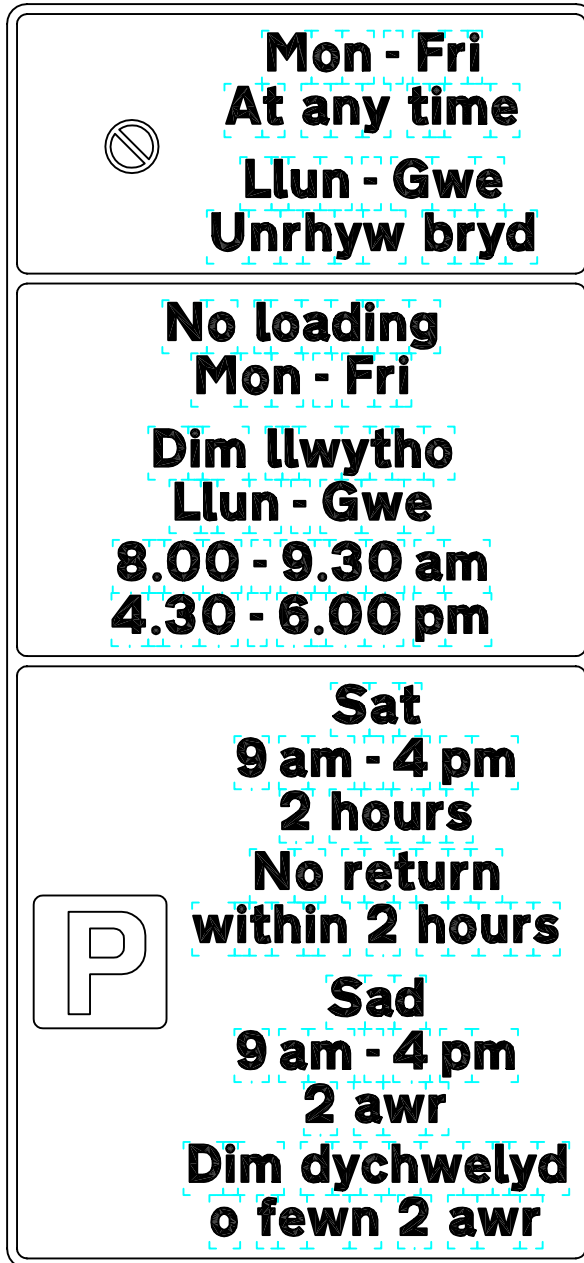 Mon - Fri
At any time
Llun - Gwe
Unrhyw bryd
No loading
Mon - Fri
Dim llwytho
Llun - Gwe
8.00 - 9.30 am
4.30 - 6.00 pm
Sat
9 am - 4 pm
2 hours
No return
within 2 hours
P
Sad
9 am - 4 pm
2 awr
Dim dychwelyd
o fewn 2 awr